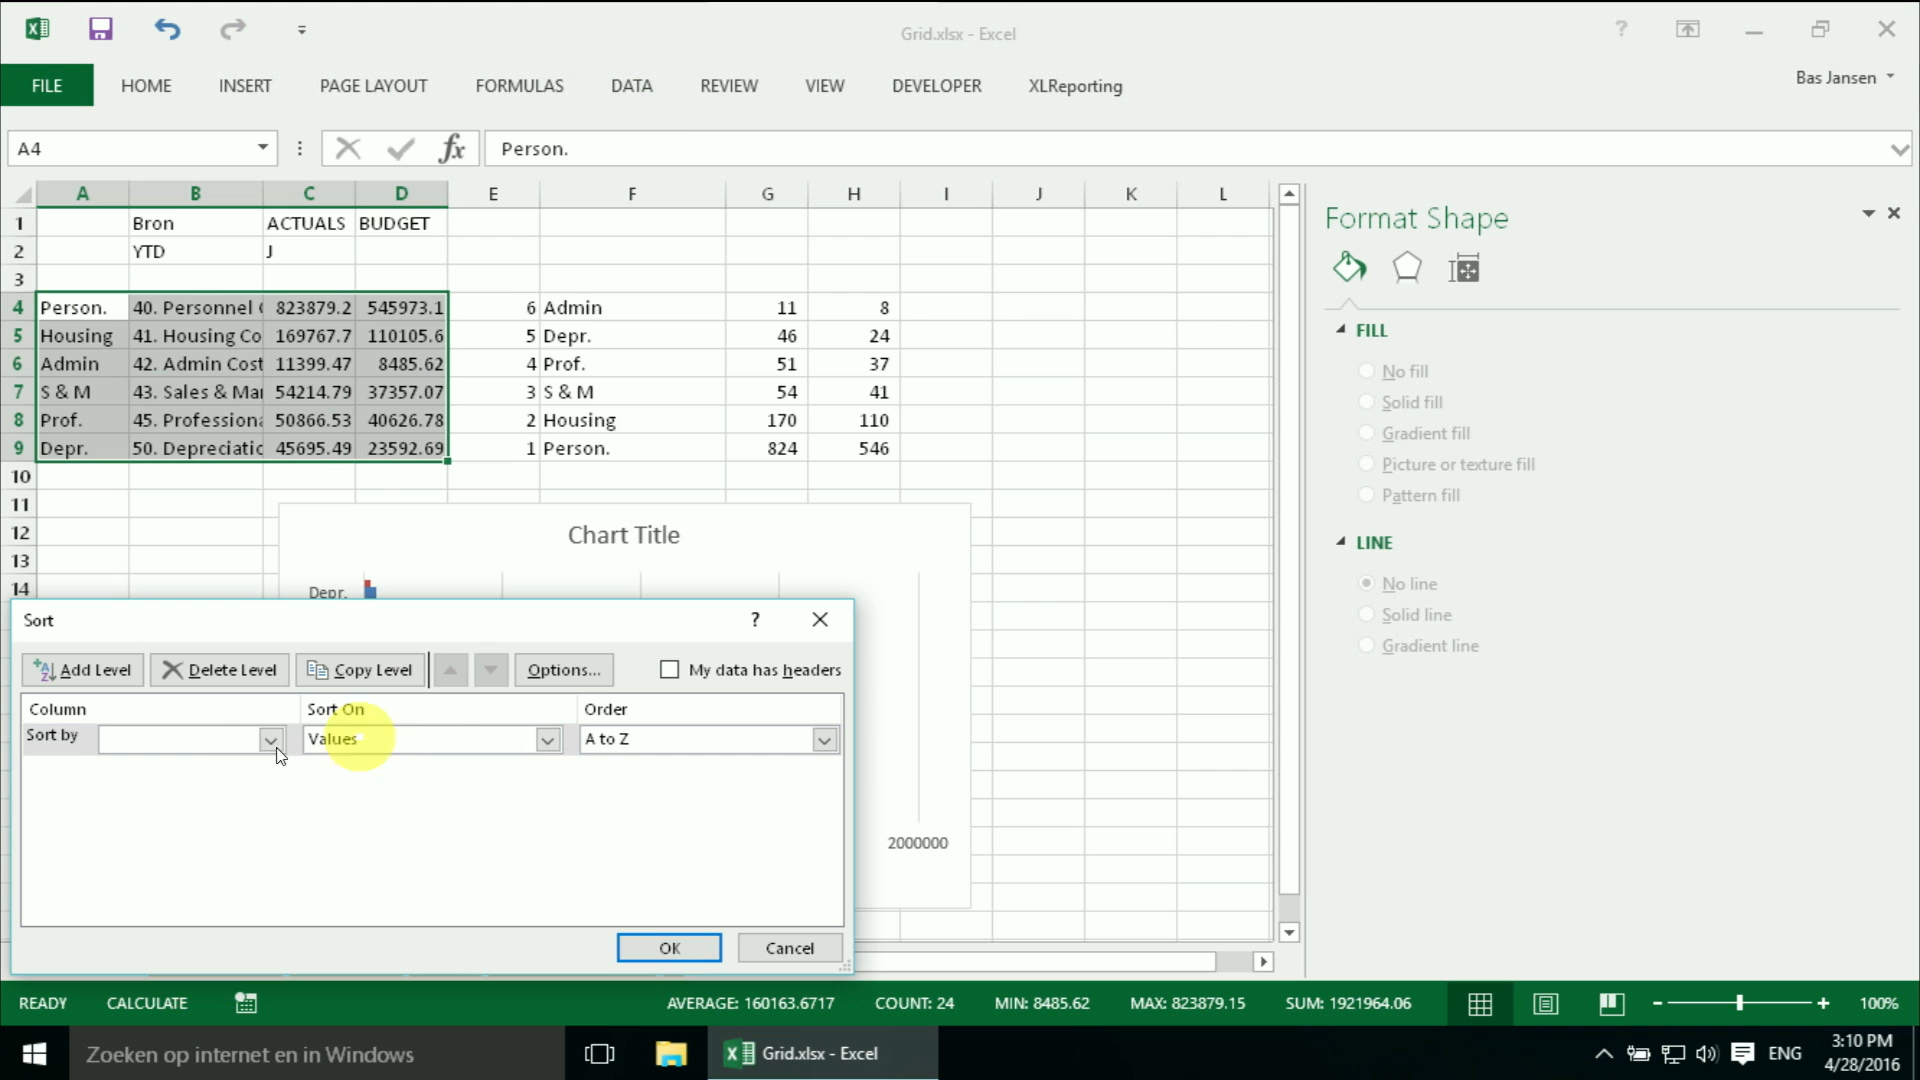 Grid.xlsx - Excel
?
FILE HOME INSERT PAGE LAYOUT FORMULAS DATA REVIEW VIEW DEVELOPER XLReporting Bas Jansen
A4 fx Person.
A B C D E F G H I J K L
1 Bron ACTUALS BUDGET
2 YTD J
3
4 Person. 40. Personnel 823879.2 545973.1 6 Admin 11 8
5 Housing 41. Housing Co 169767.7 110105.6 5 Depr. 46 24
6 Admin 42. Admin Cost 11399.47 8485.62 4 Prof. 51 37
7 S & M 43. Sales & Mar 54214.79 37357.07 3 S & M 54 41
8 Prof. 45. Professiona 50866.53 40626.78 2 Housing 170 110
9 Depr. 50. Depreciatio 45695.49 23592.69 1 Person. 824 546
10
11
12
13
14
Chart Title
Depr.
2000000
Sort ?
Add Level Delete Level Copy Level Options... My data has headers
Column Sort On Order
Sort by Values A to Z
OK Cancel
Format Shape
FILL
No fill
Solid fill
Gradient fill
Picture or texture fill
Pattern fill
LINE
No line
Solid line
Gradient line
READY CALCULATE AVERAGE: 160163.6717 COUNT: 24 MIN: 8485.62 MAX: 823879.15 SUM: 1921964.06 100%
Zoeken op internet en in Windows Grid.xlsx - Excel ENG 3:10 PM
4/28/2016